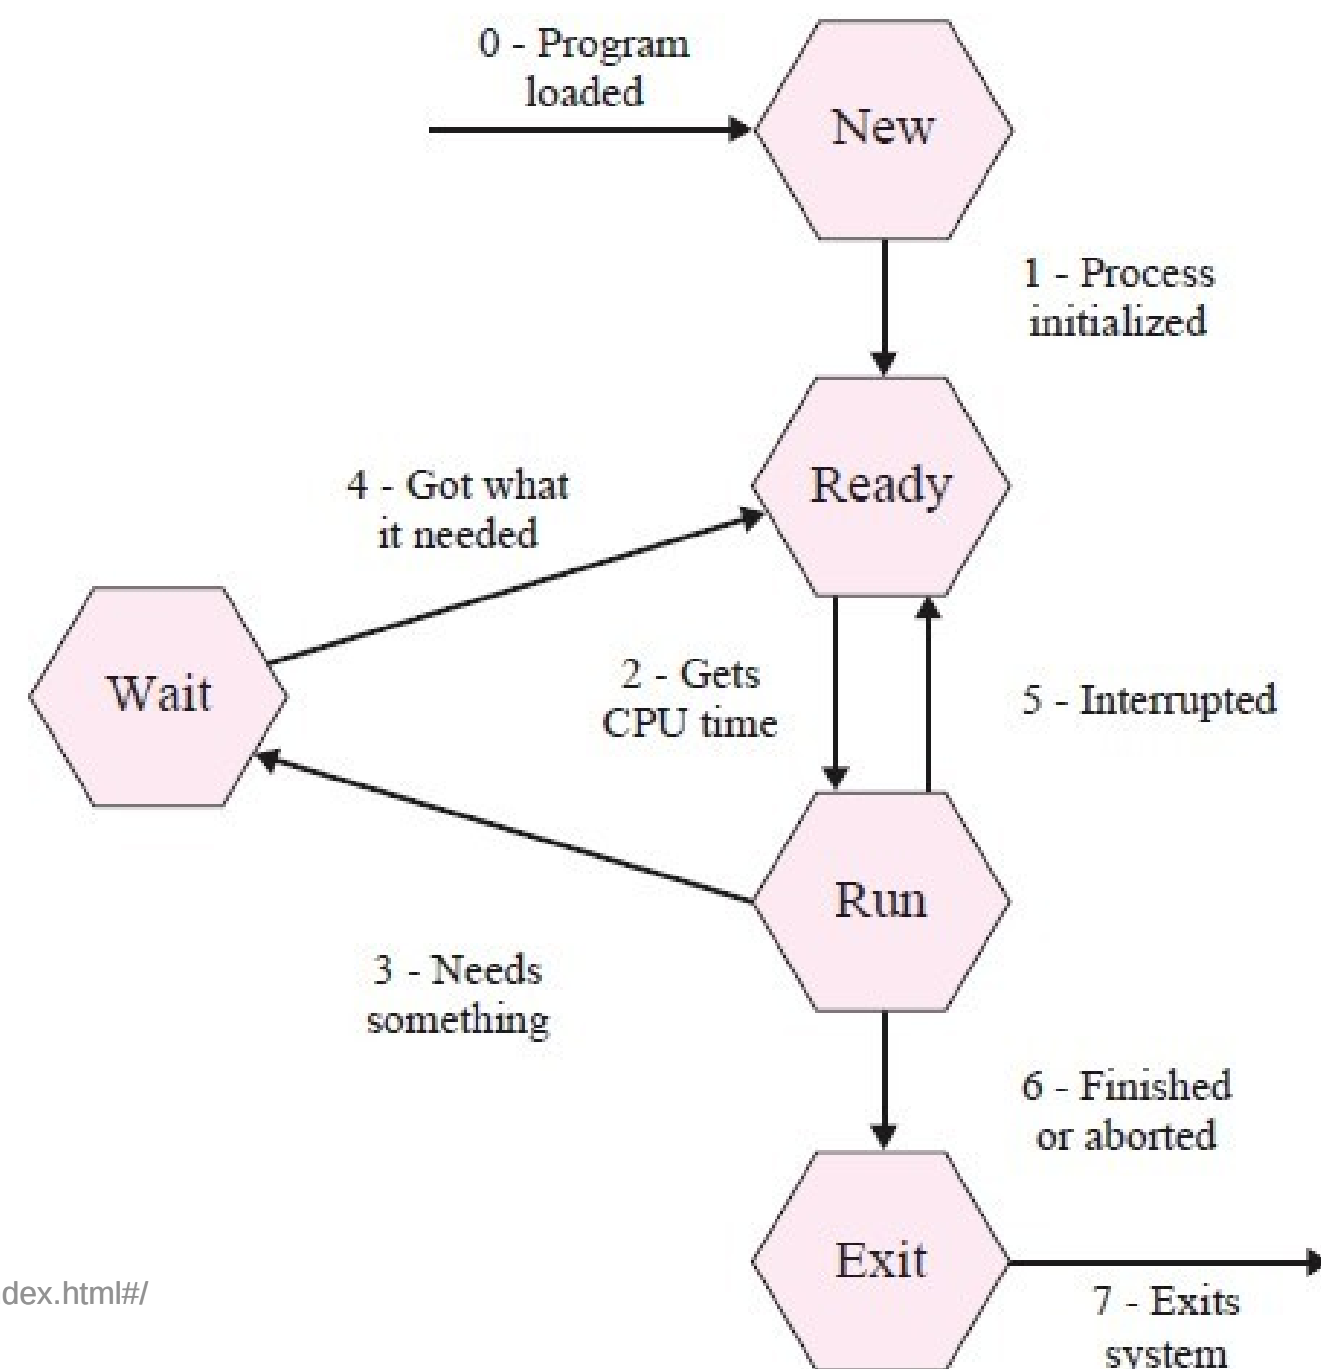 0 - Program
loaded
New
1 - Process
initialized
Ready
4 - Got what
it needed
Wait
2 - Gets
CPU time
5 - Interrupted
Run
3 - Needs
something
6 - Finished
or aborted
Exit
dex.html#/
7 - Exits
system